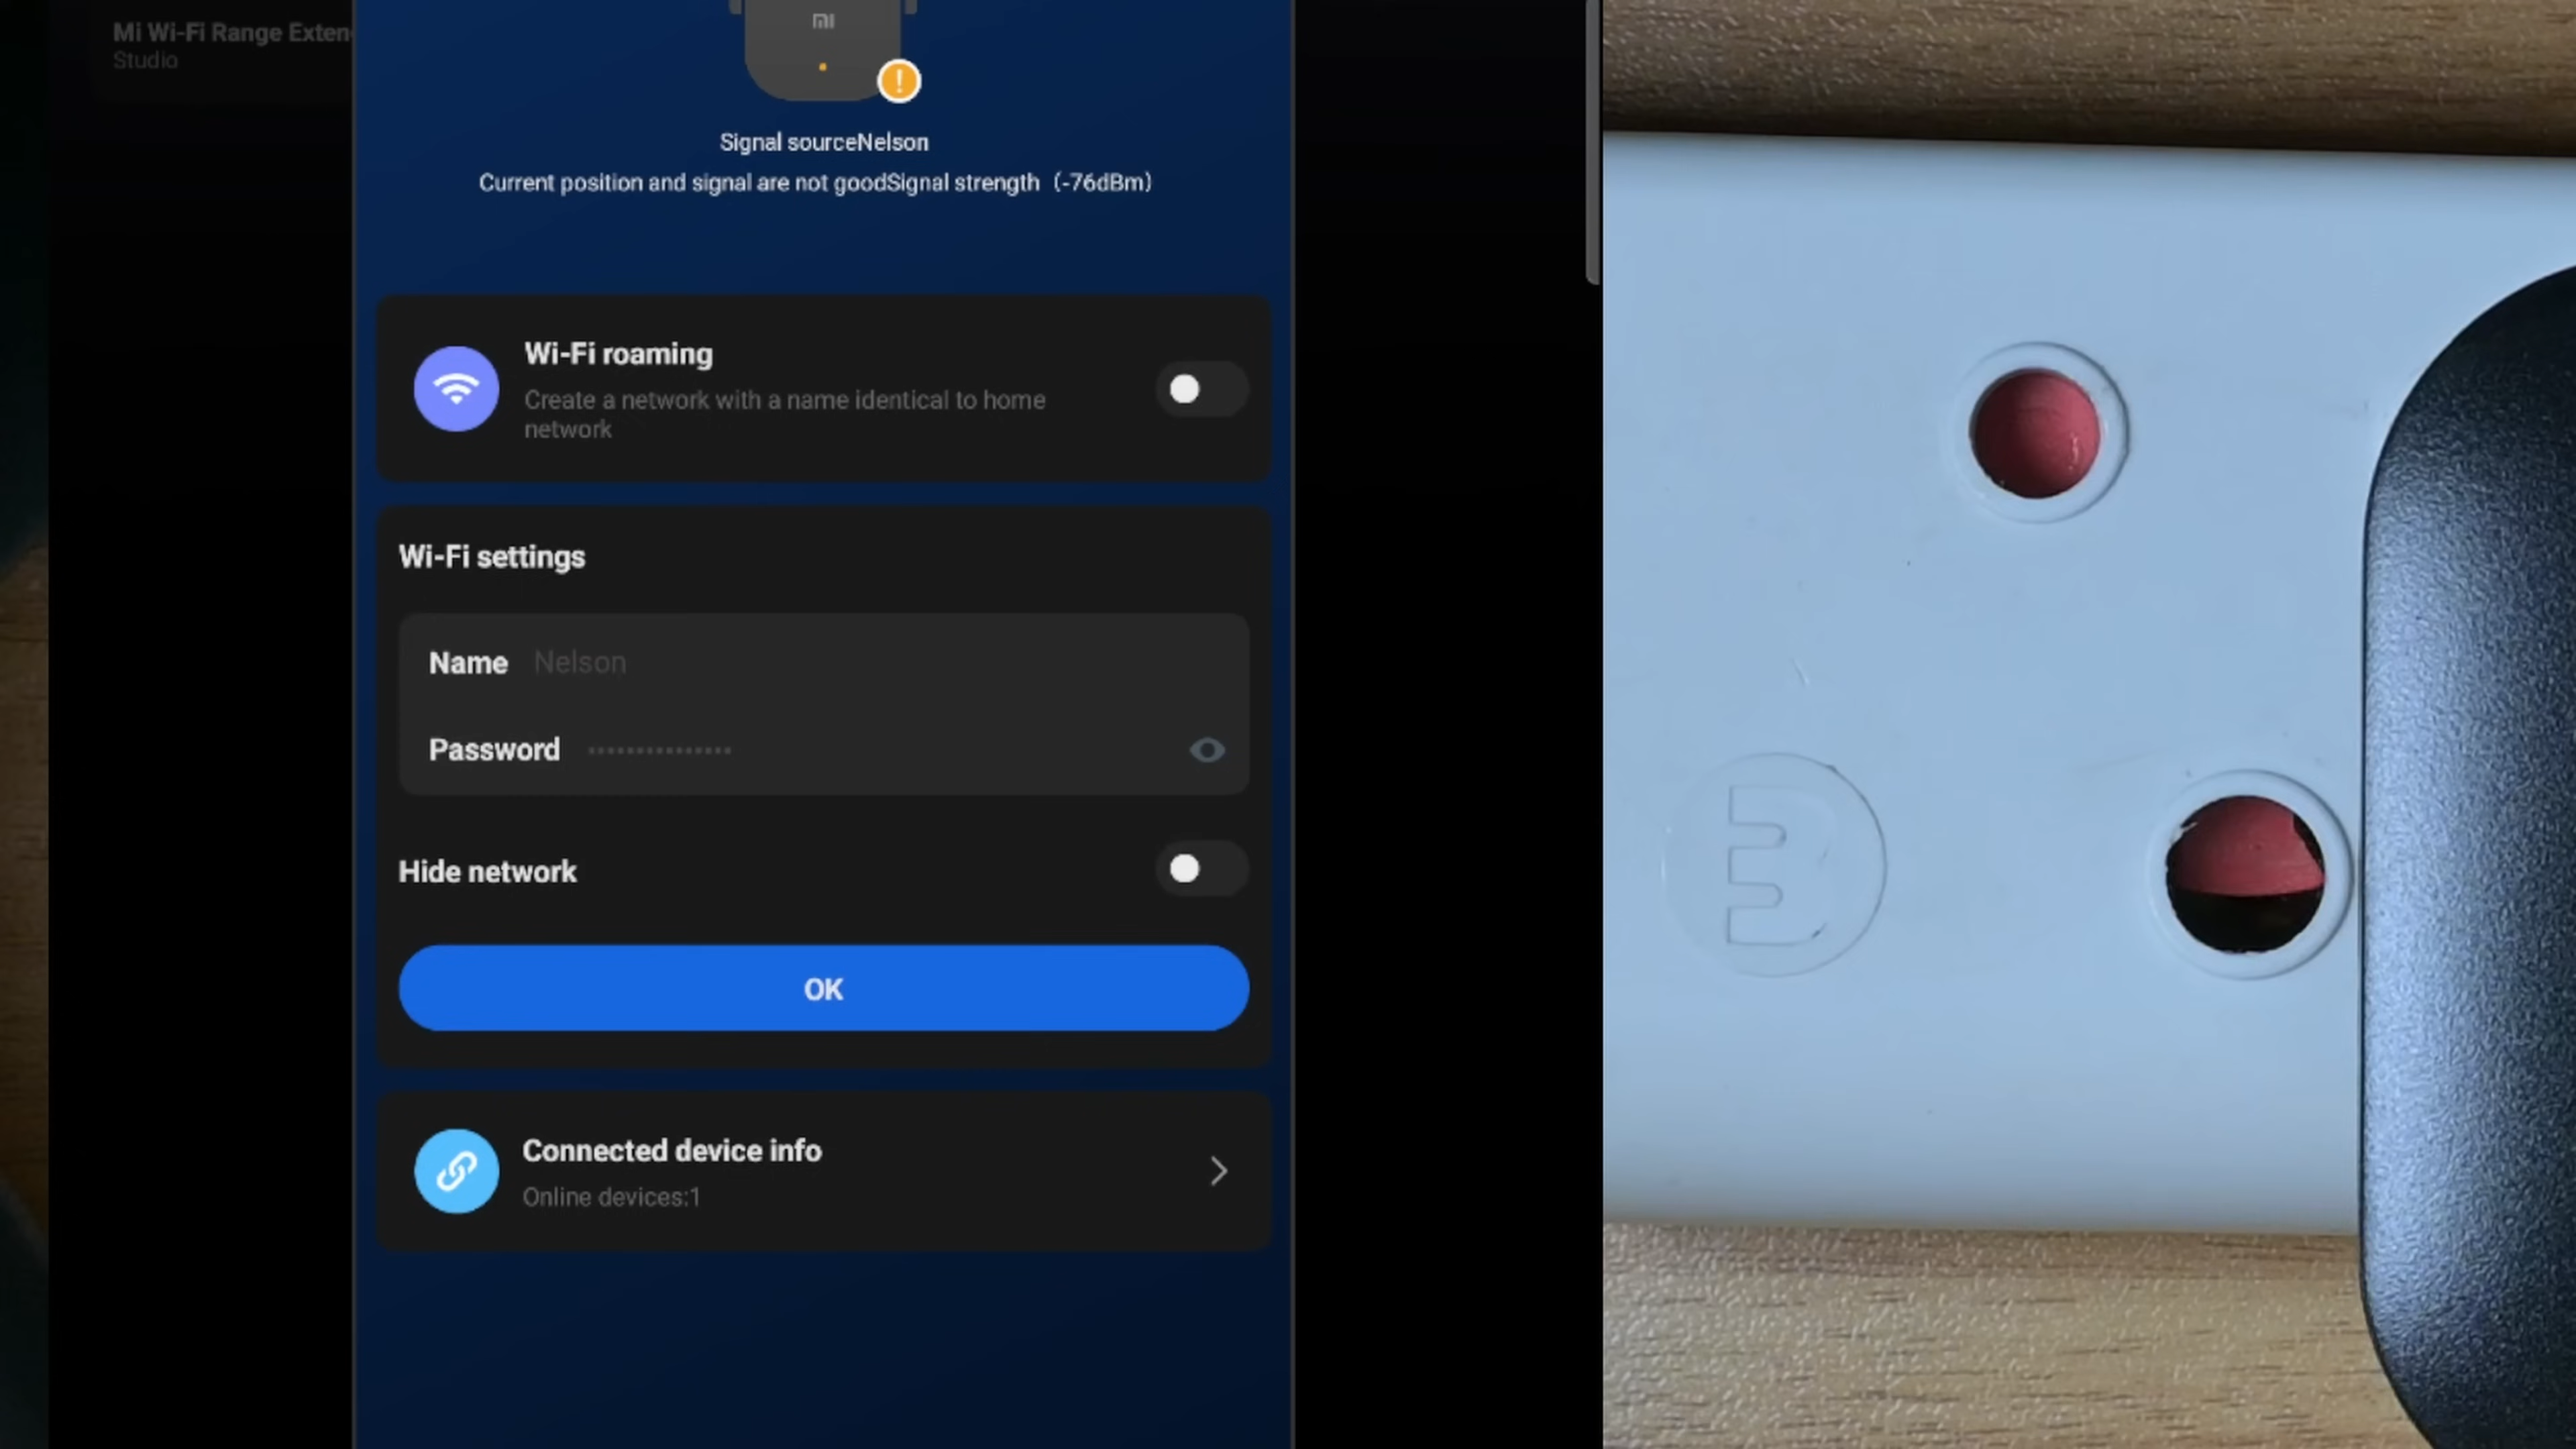 Mi Wi-Fi Range Exten
Studio
mi
Signal sourceNelson
Current position and signal are not goodSignal strength (-76dBm)
Wi-Fi roaming
Create a network with a name identical to home
network
Wi-Fi settings
Name Nelson
Password ···············
Hide network
OK
Connected device info
Online devices:1